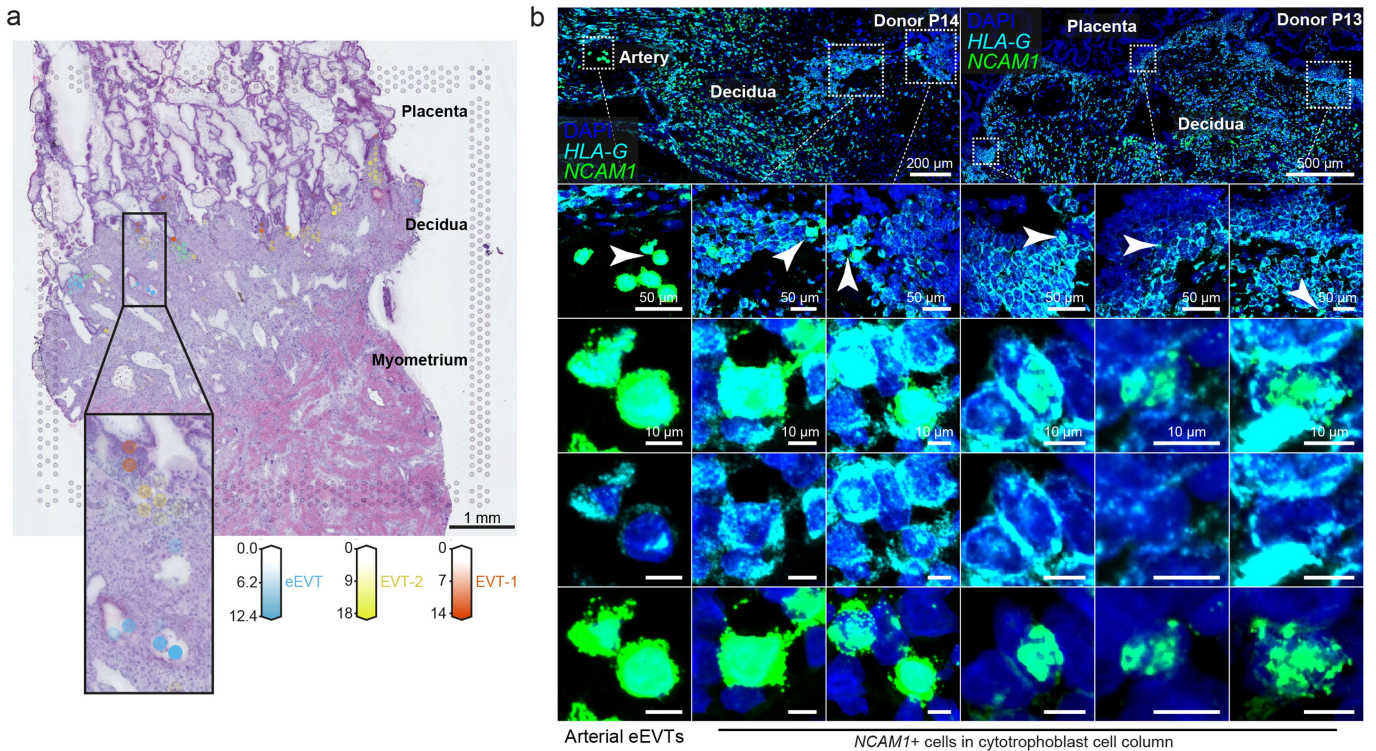 a
Placenta
Decidua
Myometrium
1 mm
0.0
6.2
12.4
eEVT
0
9
18
EVT-2
0
7
14
EVT-1
b
DAPI
HLA-G
NCAM1
Donor P14
Artery
Decidua
DAPI
HLA-G
NCAM1
200 µm
DAPI
HLA-G
NCAM1
Placenta
Donor P13
Decidua
500 µm
50 µm
50 µm
50 µm
50 µm
50 µm
50 µm
10 µm
10 µm
10 µm
10 µm
10 µm
10 µm
Arterial eEVTs
NCAM1+ cells in cytotrophoblast cell column